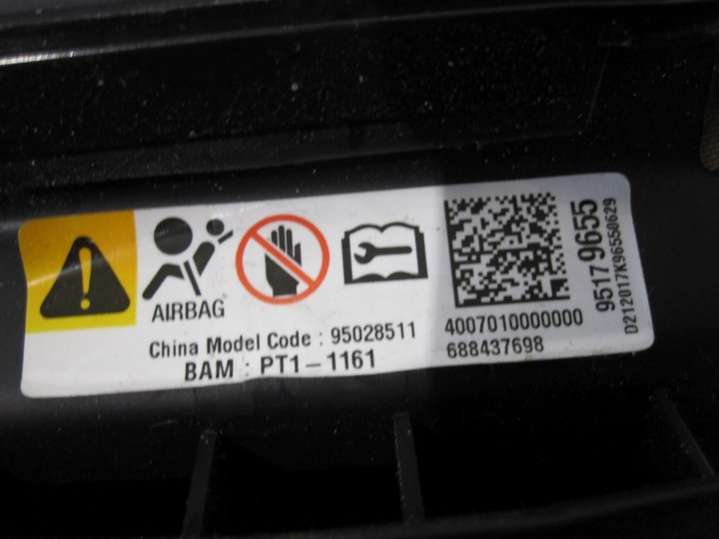 AIRBAG
China Model Code : 95028511
BAM : PT1-1161
4007010000000
688437698
95179655
D212017K96550629